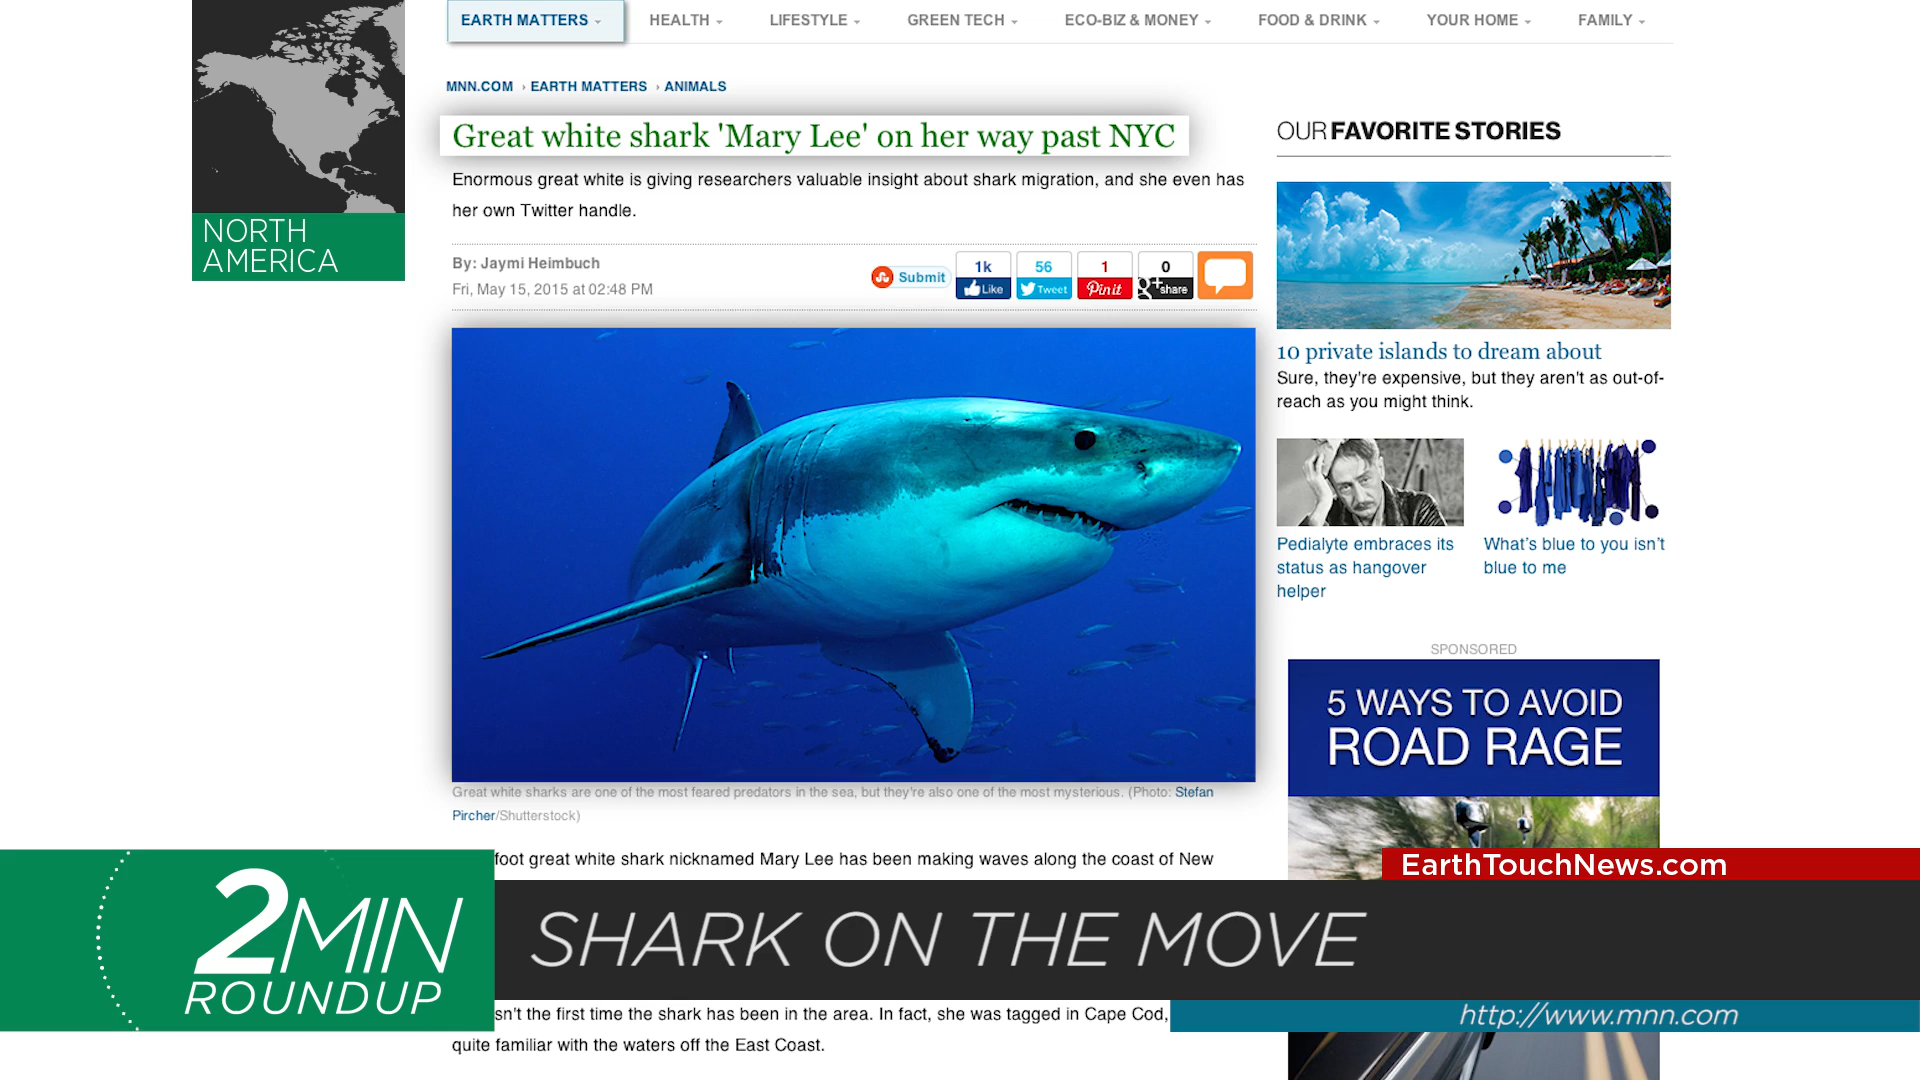 EARTH MATTERS
HEALTH
LIFESTYLE
GREEN TECH
ECO-BIZ & MONEY
FOOD & DRINK
YOUR HOME
FAMILY
NORTH
AMERICA
MNN.COM › EARTH MATTERS › ANIMALS
Great white shark 'Mary Lee' on her way past NYC
Enormous great white is giving researchers valuable insight about shark migration, and she even has
her own Twitter handle.
By: Jaymi Heimbuch
Fri, May 15, 2015 at 02:48 PM
Submit
1k
Like
56
Tweet
1
Pin it
0
g+ share
Great white sharks are one of the most feared predators in the sea, but they're also one of the most mysterious. (Photo: Stefan
Pircher/Shutterstock)
foot great white shark nicknamed Mary Lee has been making waves along the coast of New
sn't the first time the shark has been in the area. In fact, she was tagged in Cape Cod,
quite familiar with the waters off the East Coast.
OUR FAVORITE STORIES
10 private islands to dream about
Sure, they're expensive, but they aren't as out-of-
reach as you might think.
Pedialyte embraces its
status as hangover
helper
What's blue to you isn't
blue to me
SPONSORED
5 WAYS TO AVOID
ROAD RAGE
EarthTouchNews.com
2MIN
ROUNDUP
SHARK ON THE MOVE
http://www.mnn.com